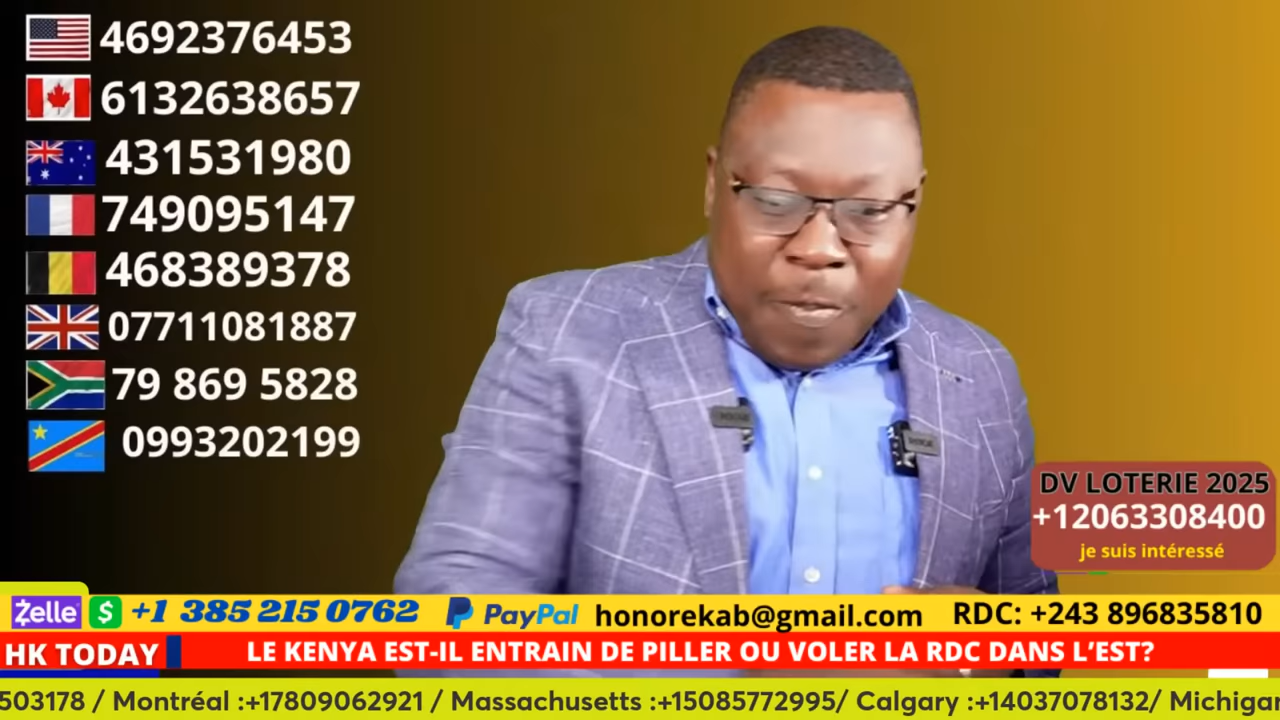 4692376453
6132638657
431531980
749095147
468389378
07711081887
79 869 5828
0993202199
DV LOTERIE 2025
+12063308400
je suis intéressé
Zelle $ +1 385 215 0762 PayPal honorekab@gmail.com RDC: +243 896835810
HK TODAY LE KENYA EST-IL ENTRAIN DE PILLER OU VOLER LA RDC DANS L'EST?
503178 / Montréal :+17809062921 / Massachusetts :+15085772995/ Calgary :+14037078132/ Michigan